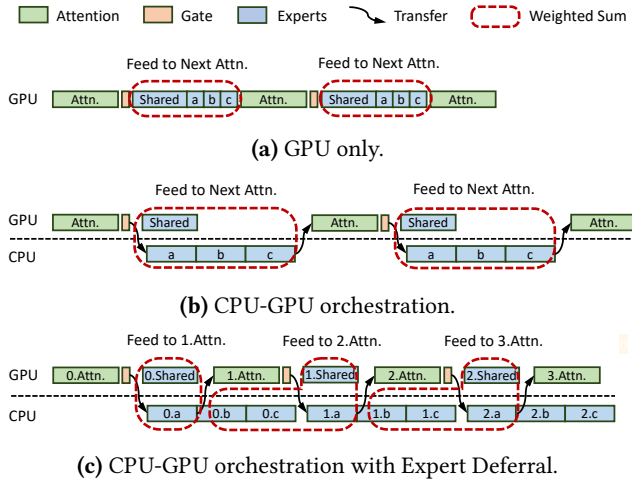 Attention Gate Experts Transfer Weighted Sum
Feed to Next Attn. Feed to Next Attn.
GPU Attn. Shared a b c Attn. Shared a b c Attn.
(a) GPU only.
Feed to Next Attn. Feed to Next Attn.
GPU Attn. Shared Attn. Shared Attn.
CPU a b c a b c
(b) CPU-GPU orchestration.
Feed to 1.Attn. Feed to 2.Attn. Feed to 3.Attn.
GPU 0.Attn. 0.Shared 1.Attn. 1.Shared 2.Attn. 2.Shared 3.Attn.
CPU 0.a 0.b 0.c 1.a 1.b 1.c 2.a 2.b 2.c
(c) CPU-GPU orchestration with Expert Deferral.